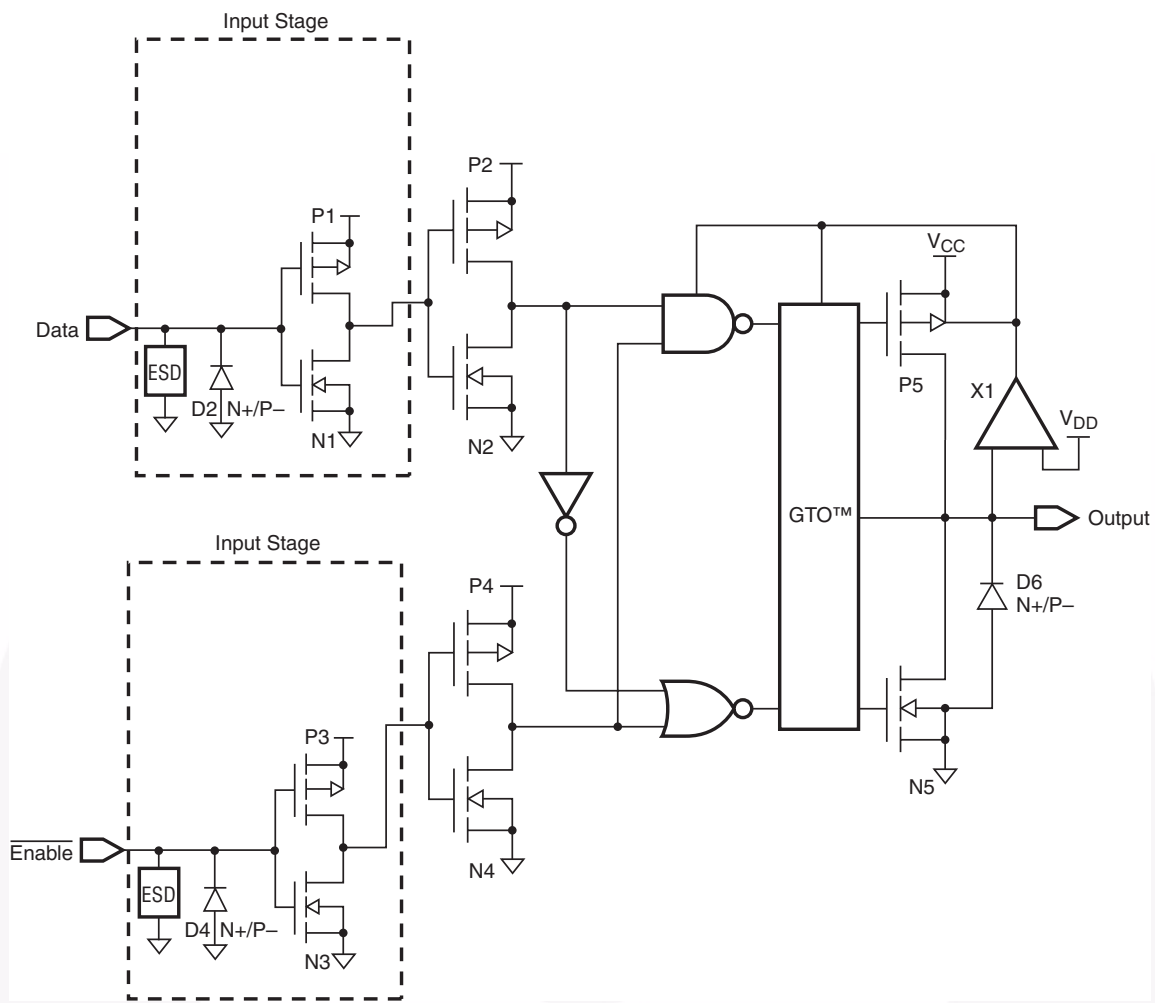 Input Stage
P2
P1
VCC
Data
ESD
D2 N+/P–
N1
N2
P5
X1
VDD
GTO™
Output
Input Stage
P4
D6
N+/P–
P3
N5
Enable
ESD
D4 N+/P–
N3
N4